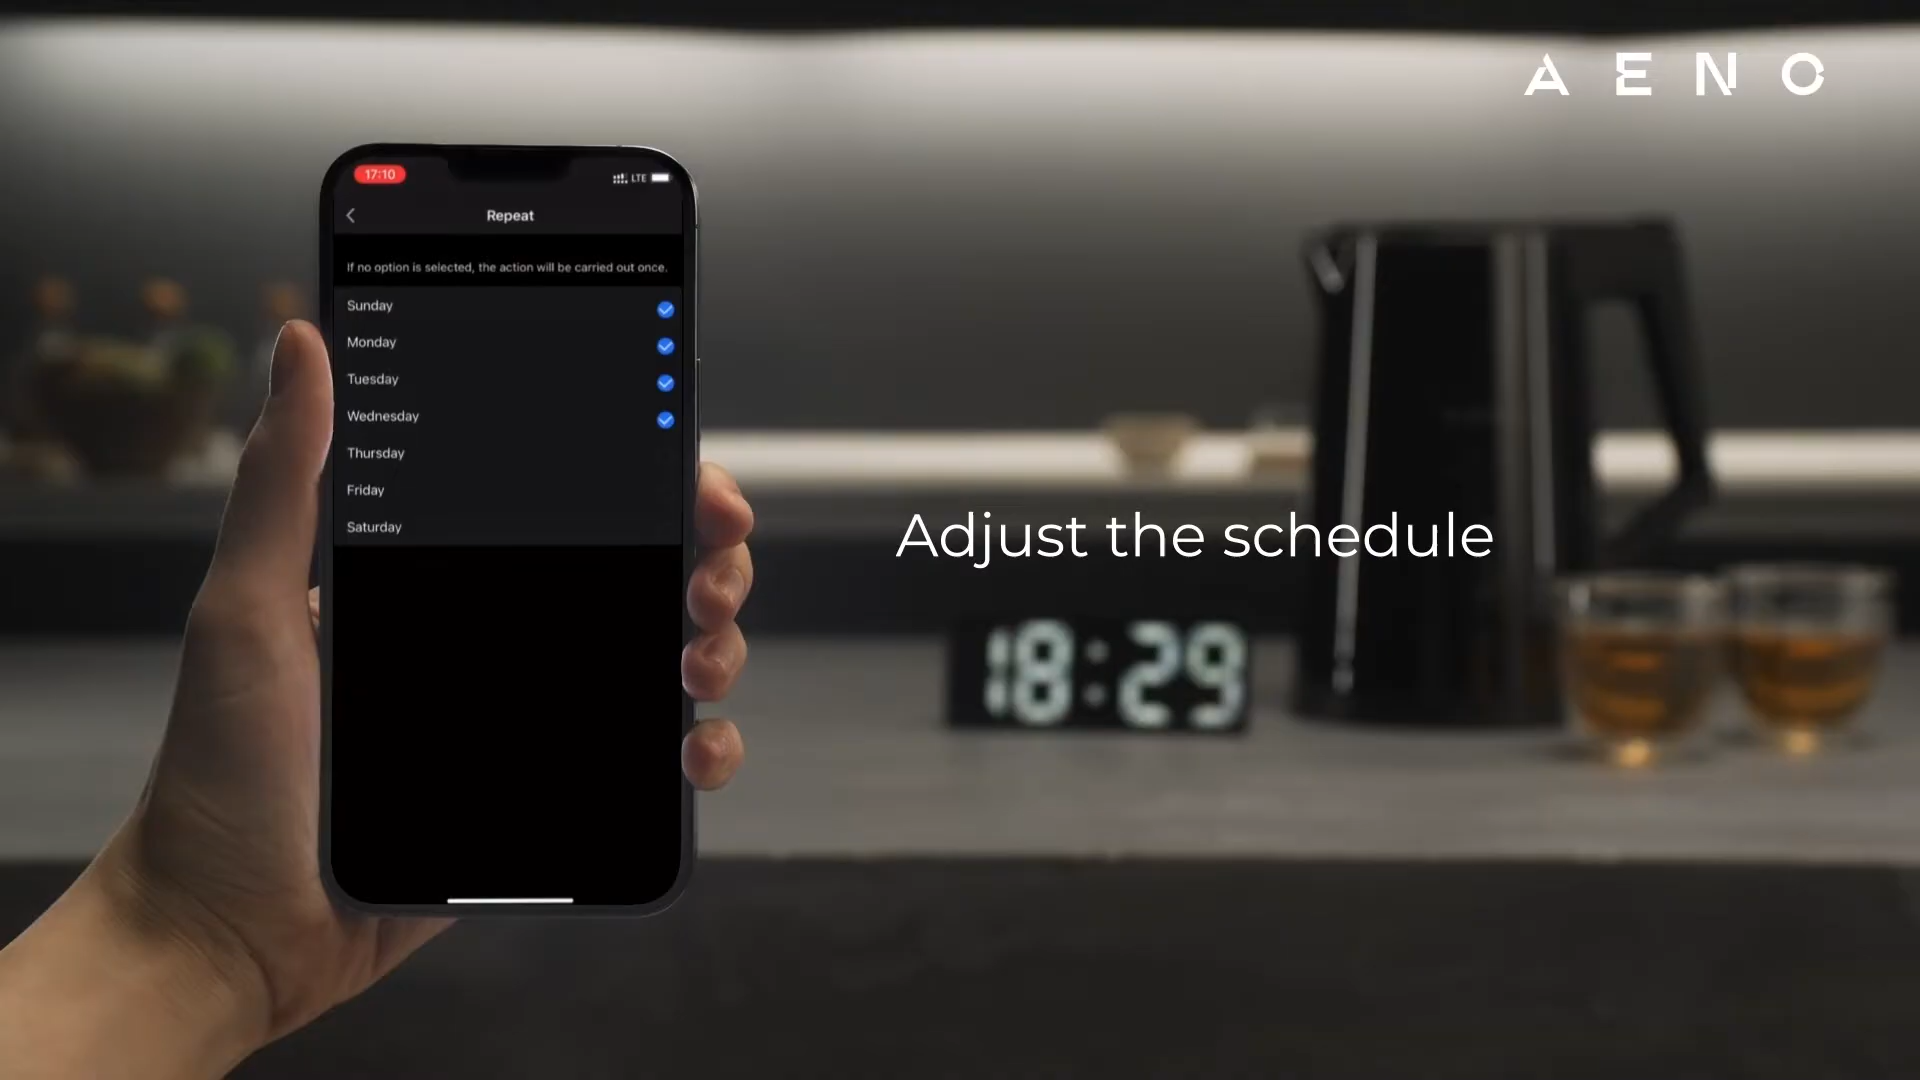 AENO
17:10
LTE
Repeat
If no option is selected, the action will be carried out once.
Sunday
Monday
Tuesday
Wednesday
Thursday
Friday
Saturday
Adjust the schedule
18:29